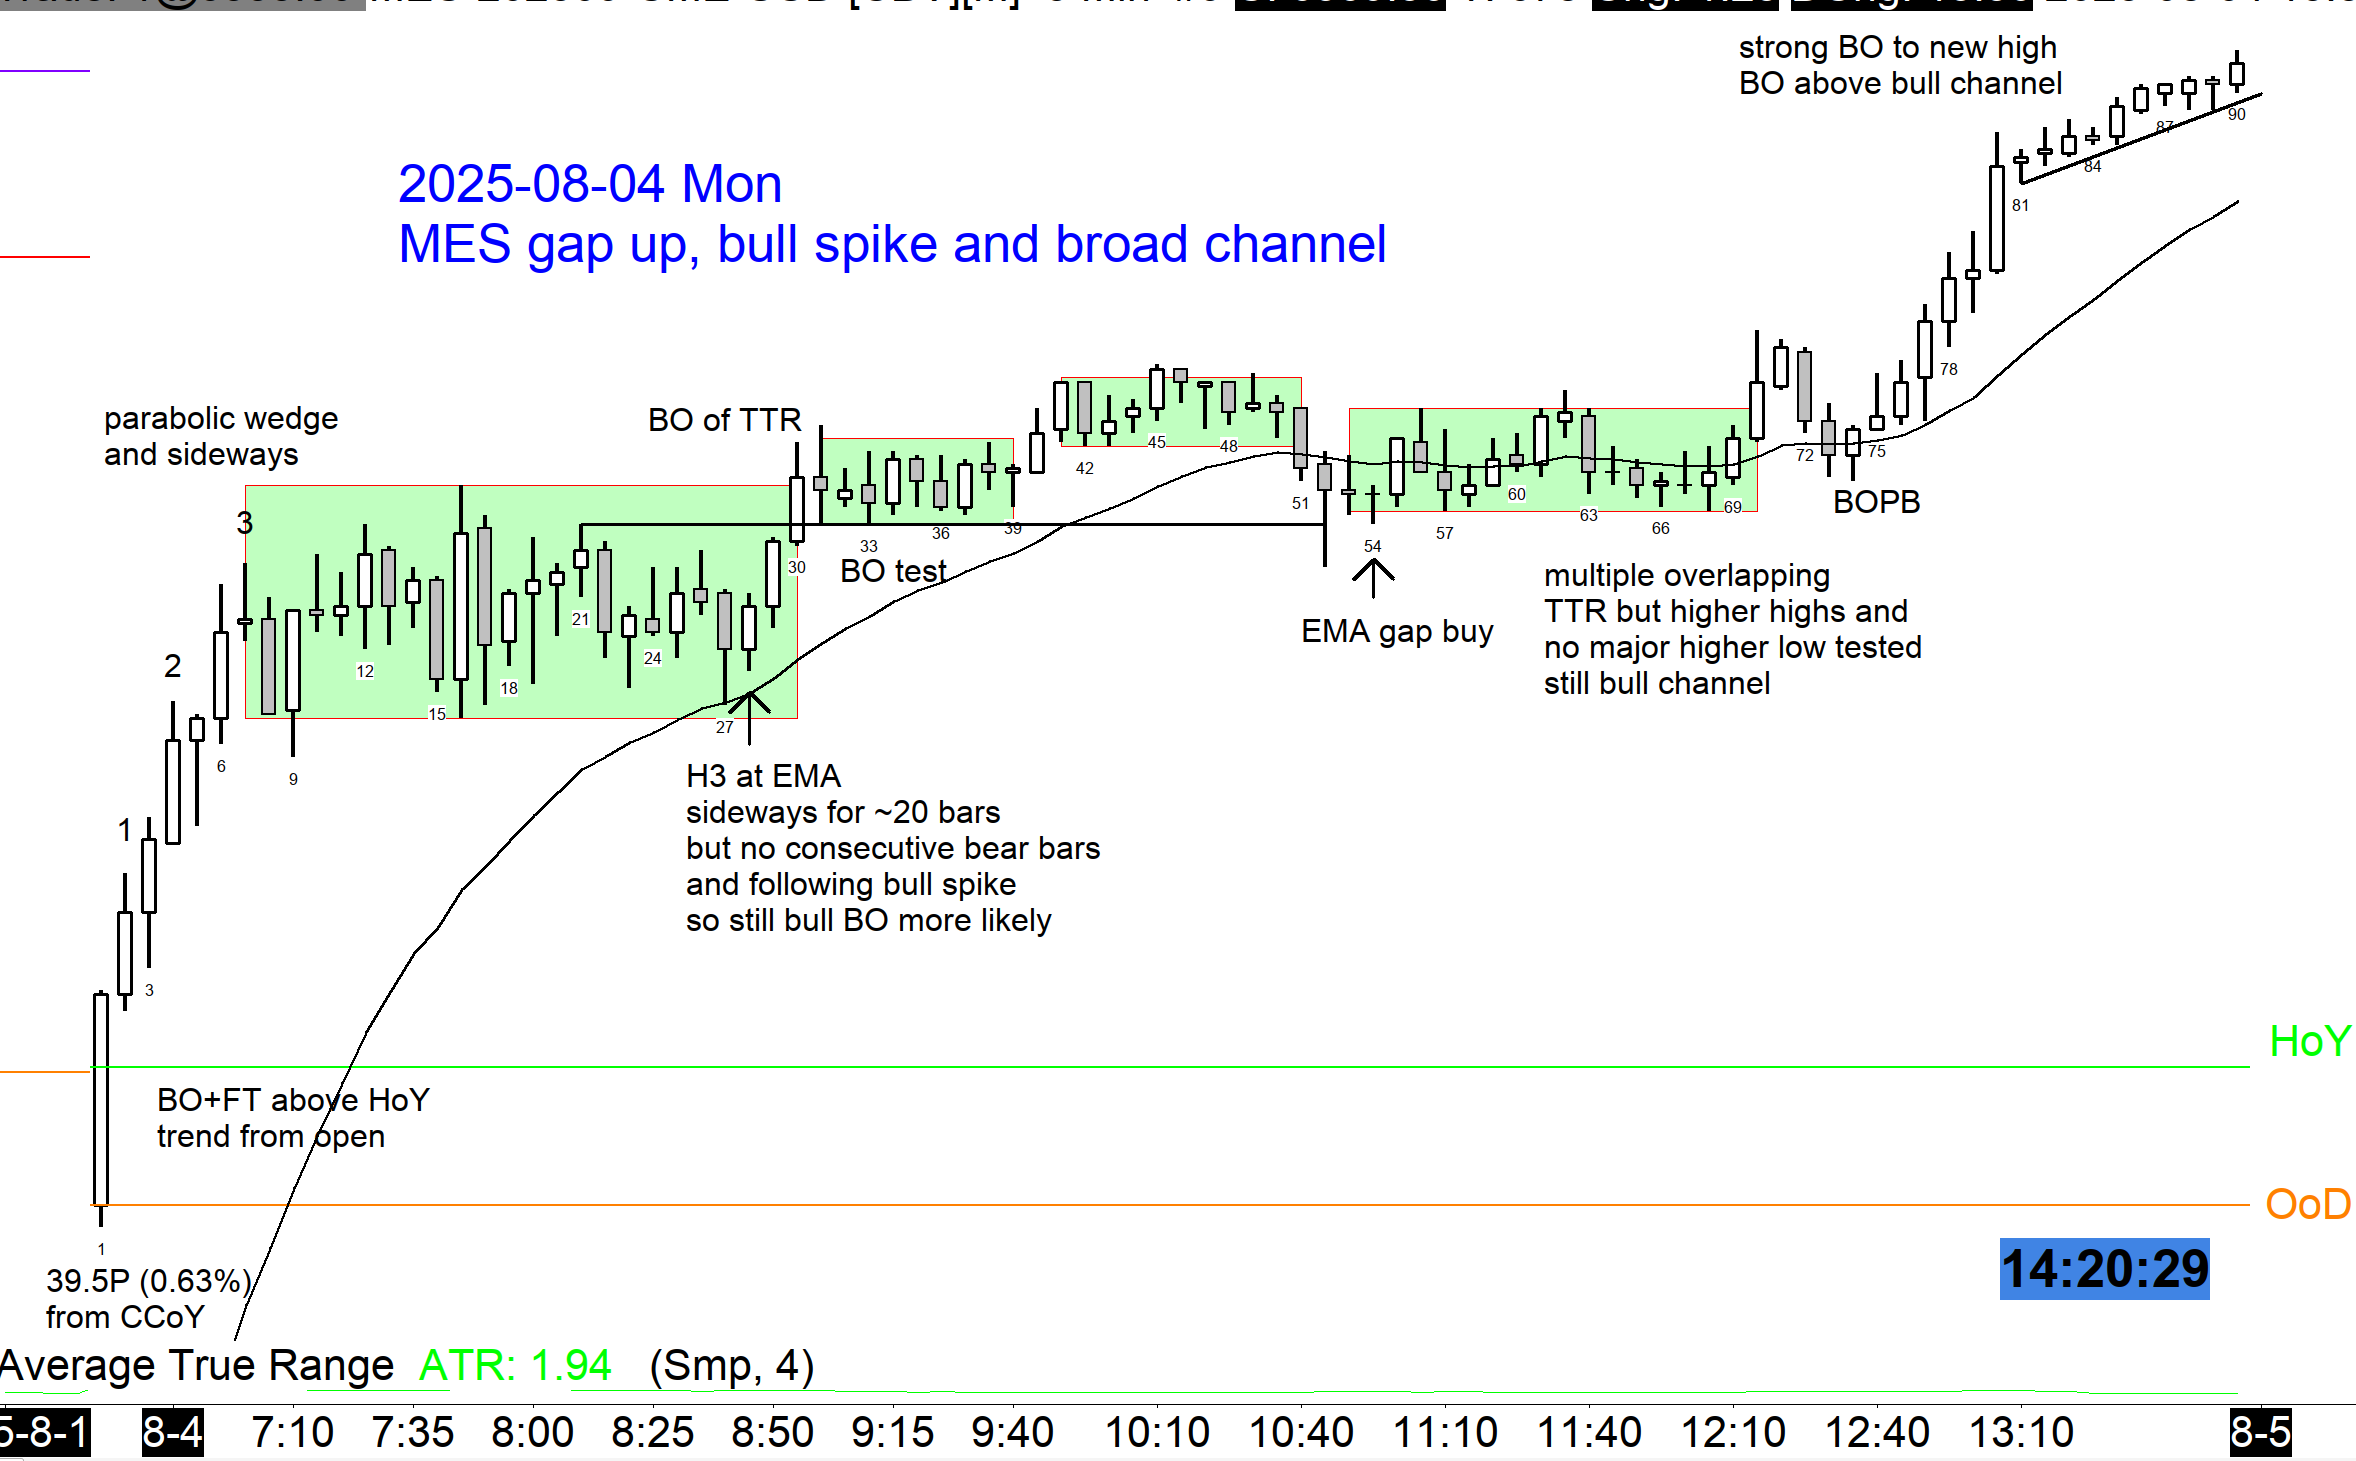 strong BO to new high
BO above bull channel
2025-08-04 Mon
MES gap up, bull spike and broad channel
parabolic wedge
and sideways
BO of TTR
1
2
3
BO test
BOPB
EMA gap buy
multiple overlapping
TTR but higher highs and
no major higher low tested
still bull channel
H3 at EMA
sideways for ~20 bars
but no consecutive bear bars
and following bull spike
so still bull BO more likely
BO+FT above HoY
trend from open
HoY
OoD
39.5P (0.63%)
from CCoY
14:20:29
1
3
6
9
12
15
18
21
24
27
30
33
36
39
42
45
48
51
54
57
60
63
66
69
72
75
78
81
84
87
90
Average True Range ATR: 1.94 (Smp, 4)
5-8-1 8-4 7:10 7:35 8:00 8:25 8:50 9:15 9:40 10:10 10:40 11:10 11:40 12:10 12:40 13:10 8-5